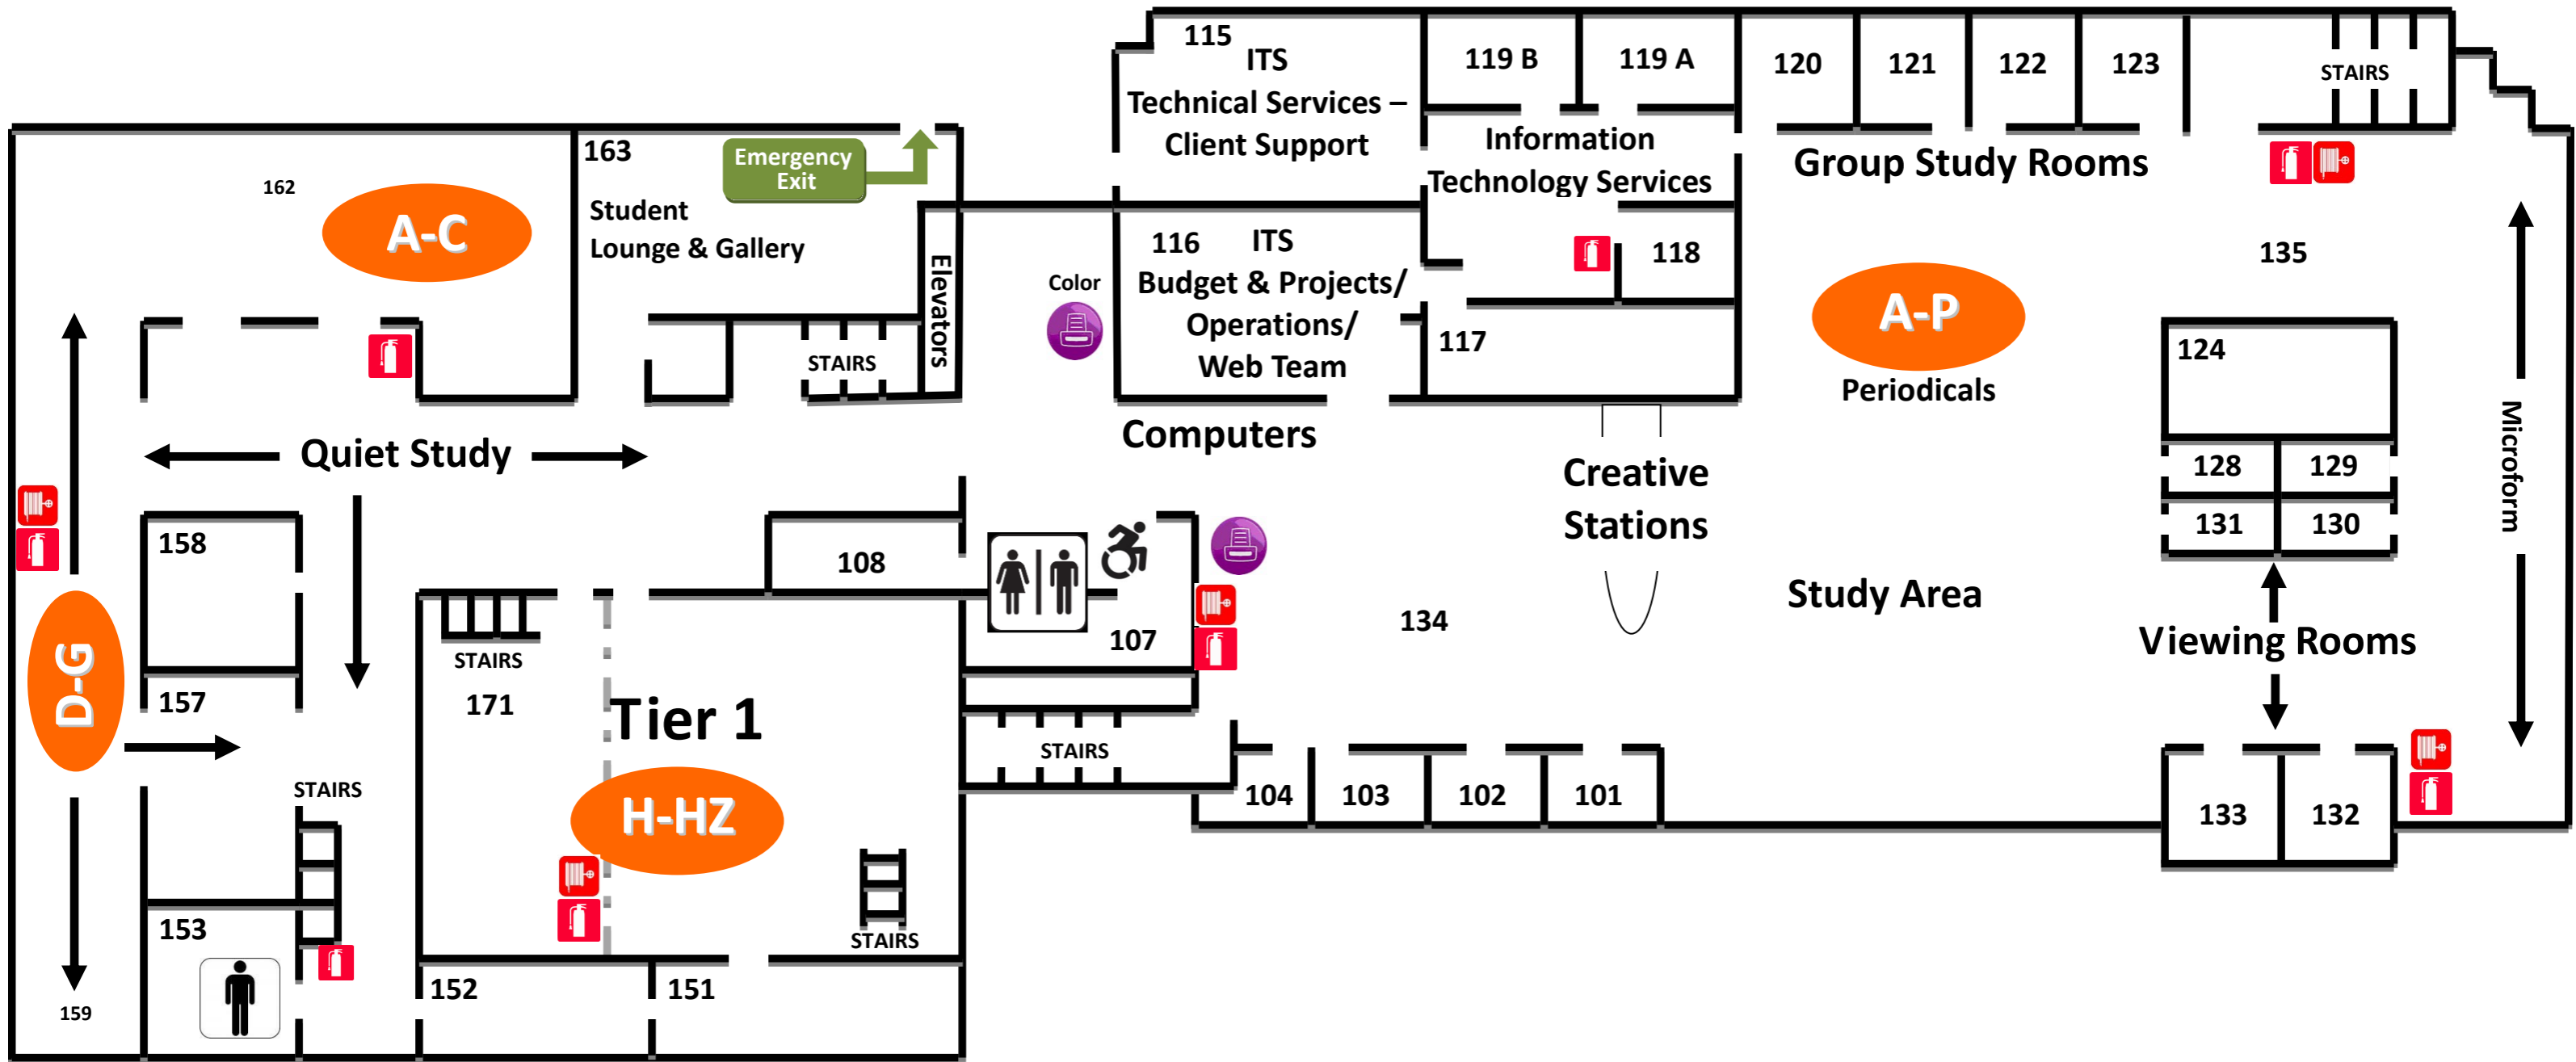 115
ITS
Technical Services –
Client Support
119 B
119 A
120
121
122
123
STAIRS
Information
Technology Services
Group Study Rooms
163
Emergency
Exit
162
A-C
Student
Lounge & Gallery
Elevators
STAIRS
Color
116
ITS
Budget & Projects/
Operations/
Web Team
118
117
135
A-P
Periodicals
124
Microform
Quiet Study
Computers
Creative
Stations
128
129
131
130
158
108
107
134
Study Area
Viewing Rooms
D-G
157
STAIRS
171
Tier 1
H-HZ
STAIRS
STAIRS
104
103
102
101
133
132
153
STAIRS
152
151
159